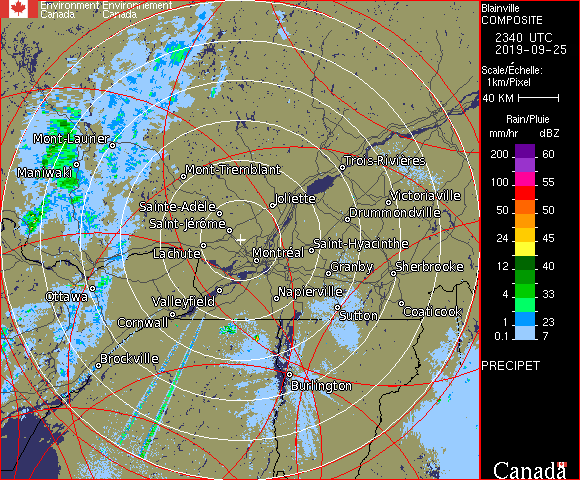 Environment Environment
Canada Canada
Blainville
COMPOSITE
2340 UTC
2019-09-25
Scale/Échelle:
1km/Pixel
40 KM
Rain/Pluie
mm/hr dBZ
200 60
100 55
50 50
24 45
12 40
4 33
1 23
0.1 7
PRECIPET
Mont-Laurier
Maniwaki
Mont-Tremblant
Trois-Rivières
Sainte-Adèle
Joliette
Victoriaville
Saint-Jérôme
Drummondville
Lachute
Montréal
Saint-Hyacinthe
Granby
Sherbrooke
Ottawa
Valleyfield
Napierville
Cornwall
Sutton
Coaticook
Brockville
Burlington
Canada